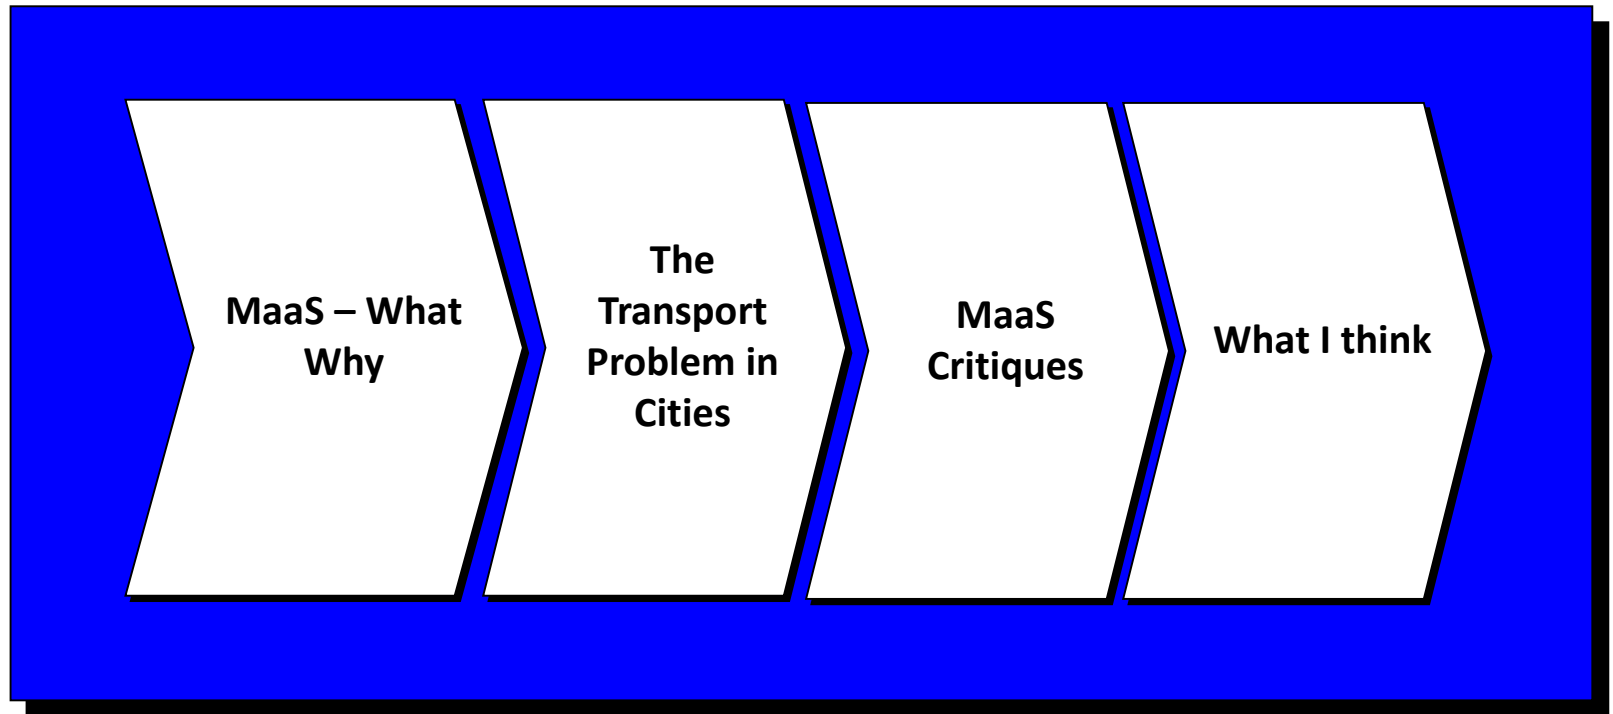 MaaS – What
Why
The
Transport
Problem in
Cities
MaaS
Critiques
What I think